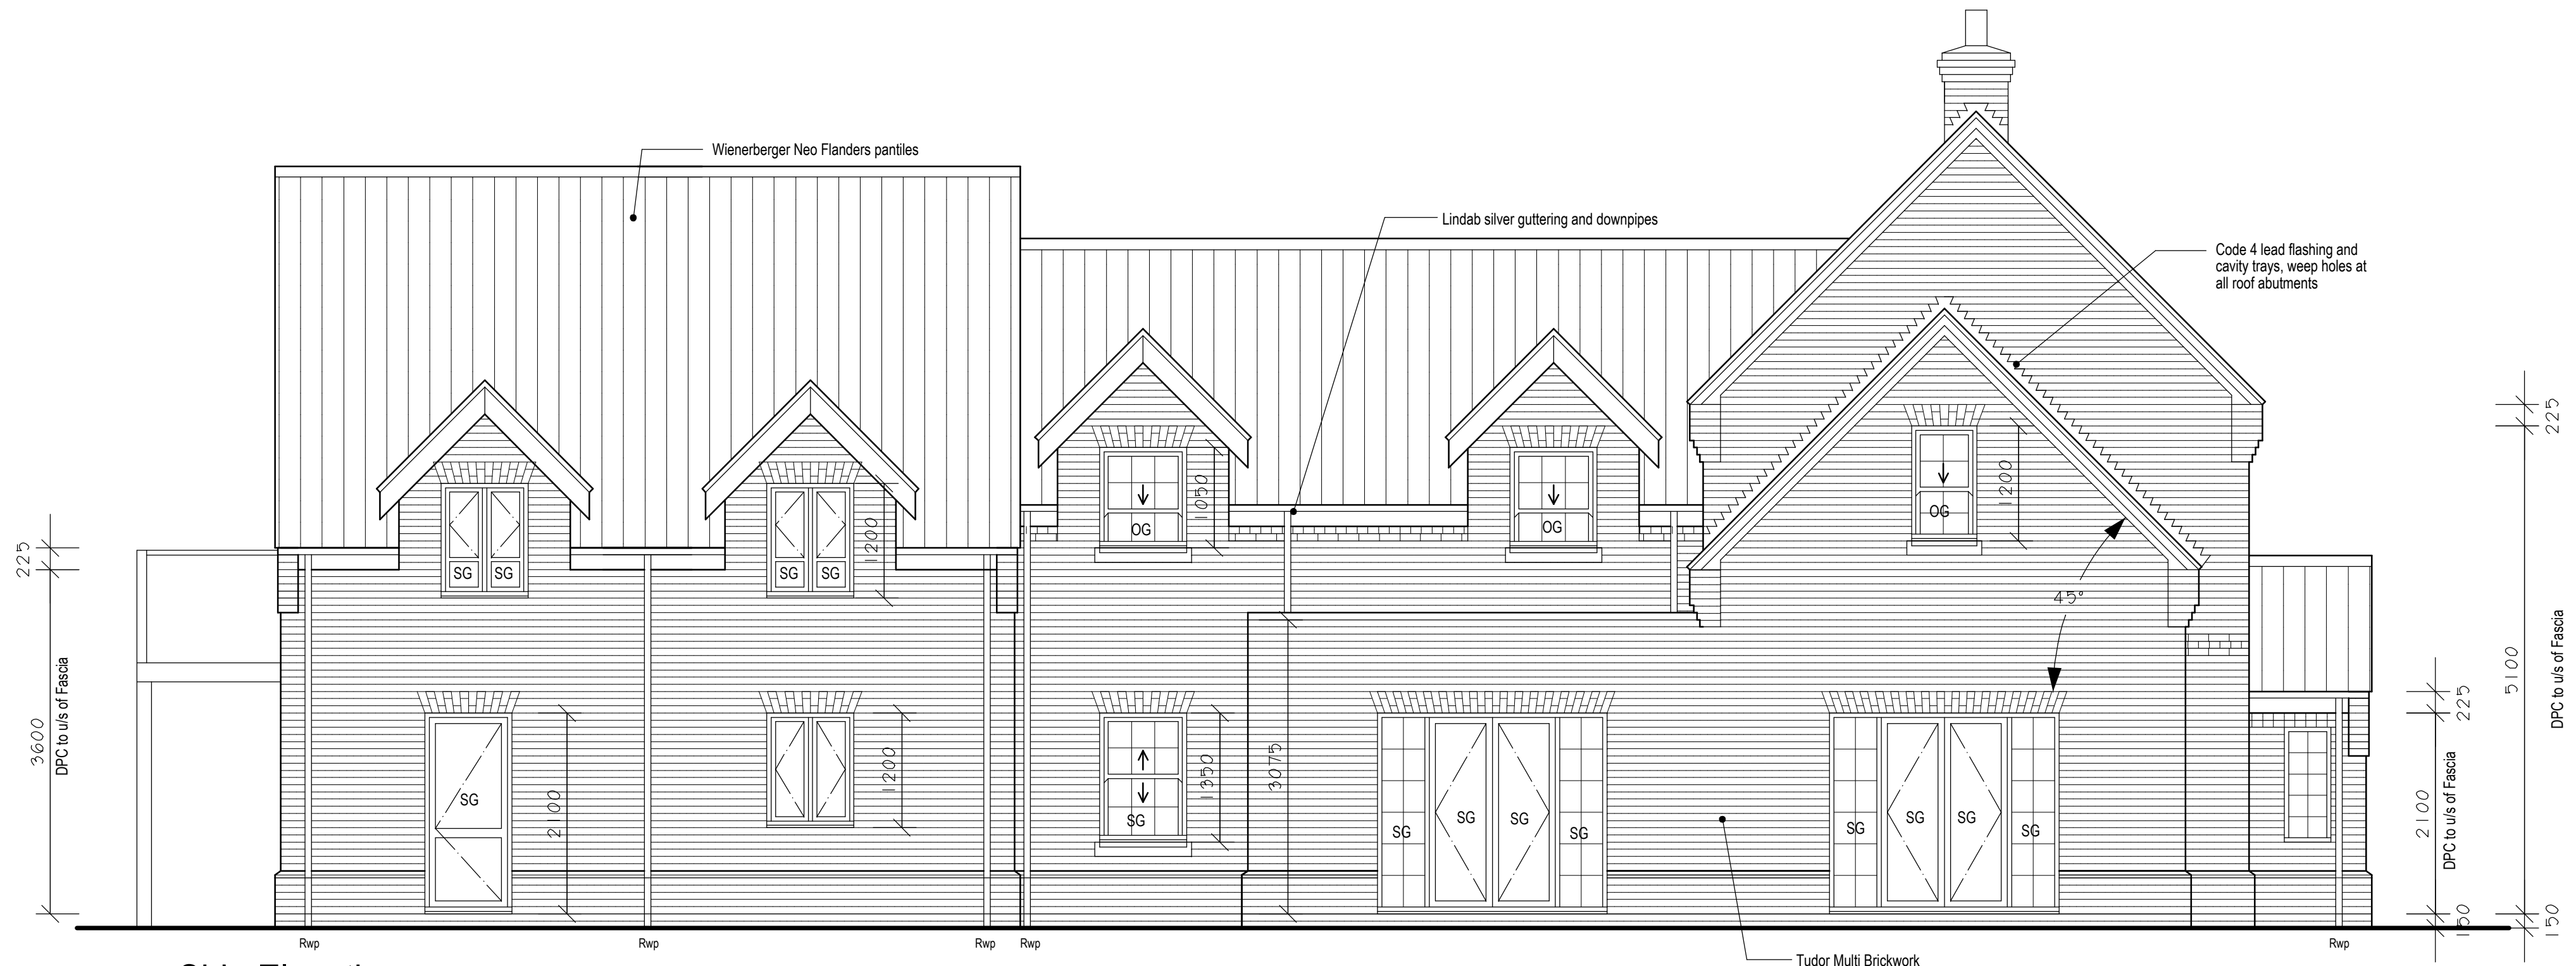 Wienerberger Neo Flanders pantiles
Lindab silver guttering and downpipes
Code 4 lead flashing and
cavity trays, weep holes at
all roof abutments
225
3600
DPC to u/s of Fascia
SG SG
SG SG
1200
OG
1050
OG
OG
1200
45°
225
5100
DPC to u/s of Fascia
150
225
2100
DPC to u/s of Fascia
150
SG
2100
1200
SG
1350
3075
SG SG SG SG
SG SG SG SG
Rwp
Rwp
Rwp
Rwp
Rwp
Tudor Multi Brickwork